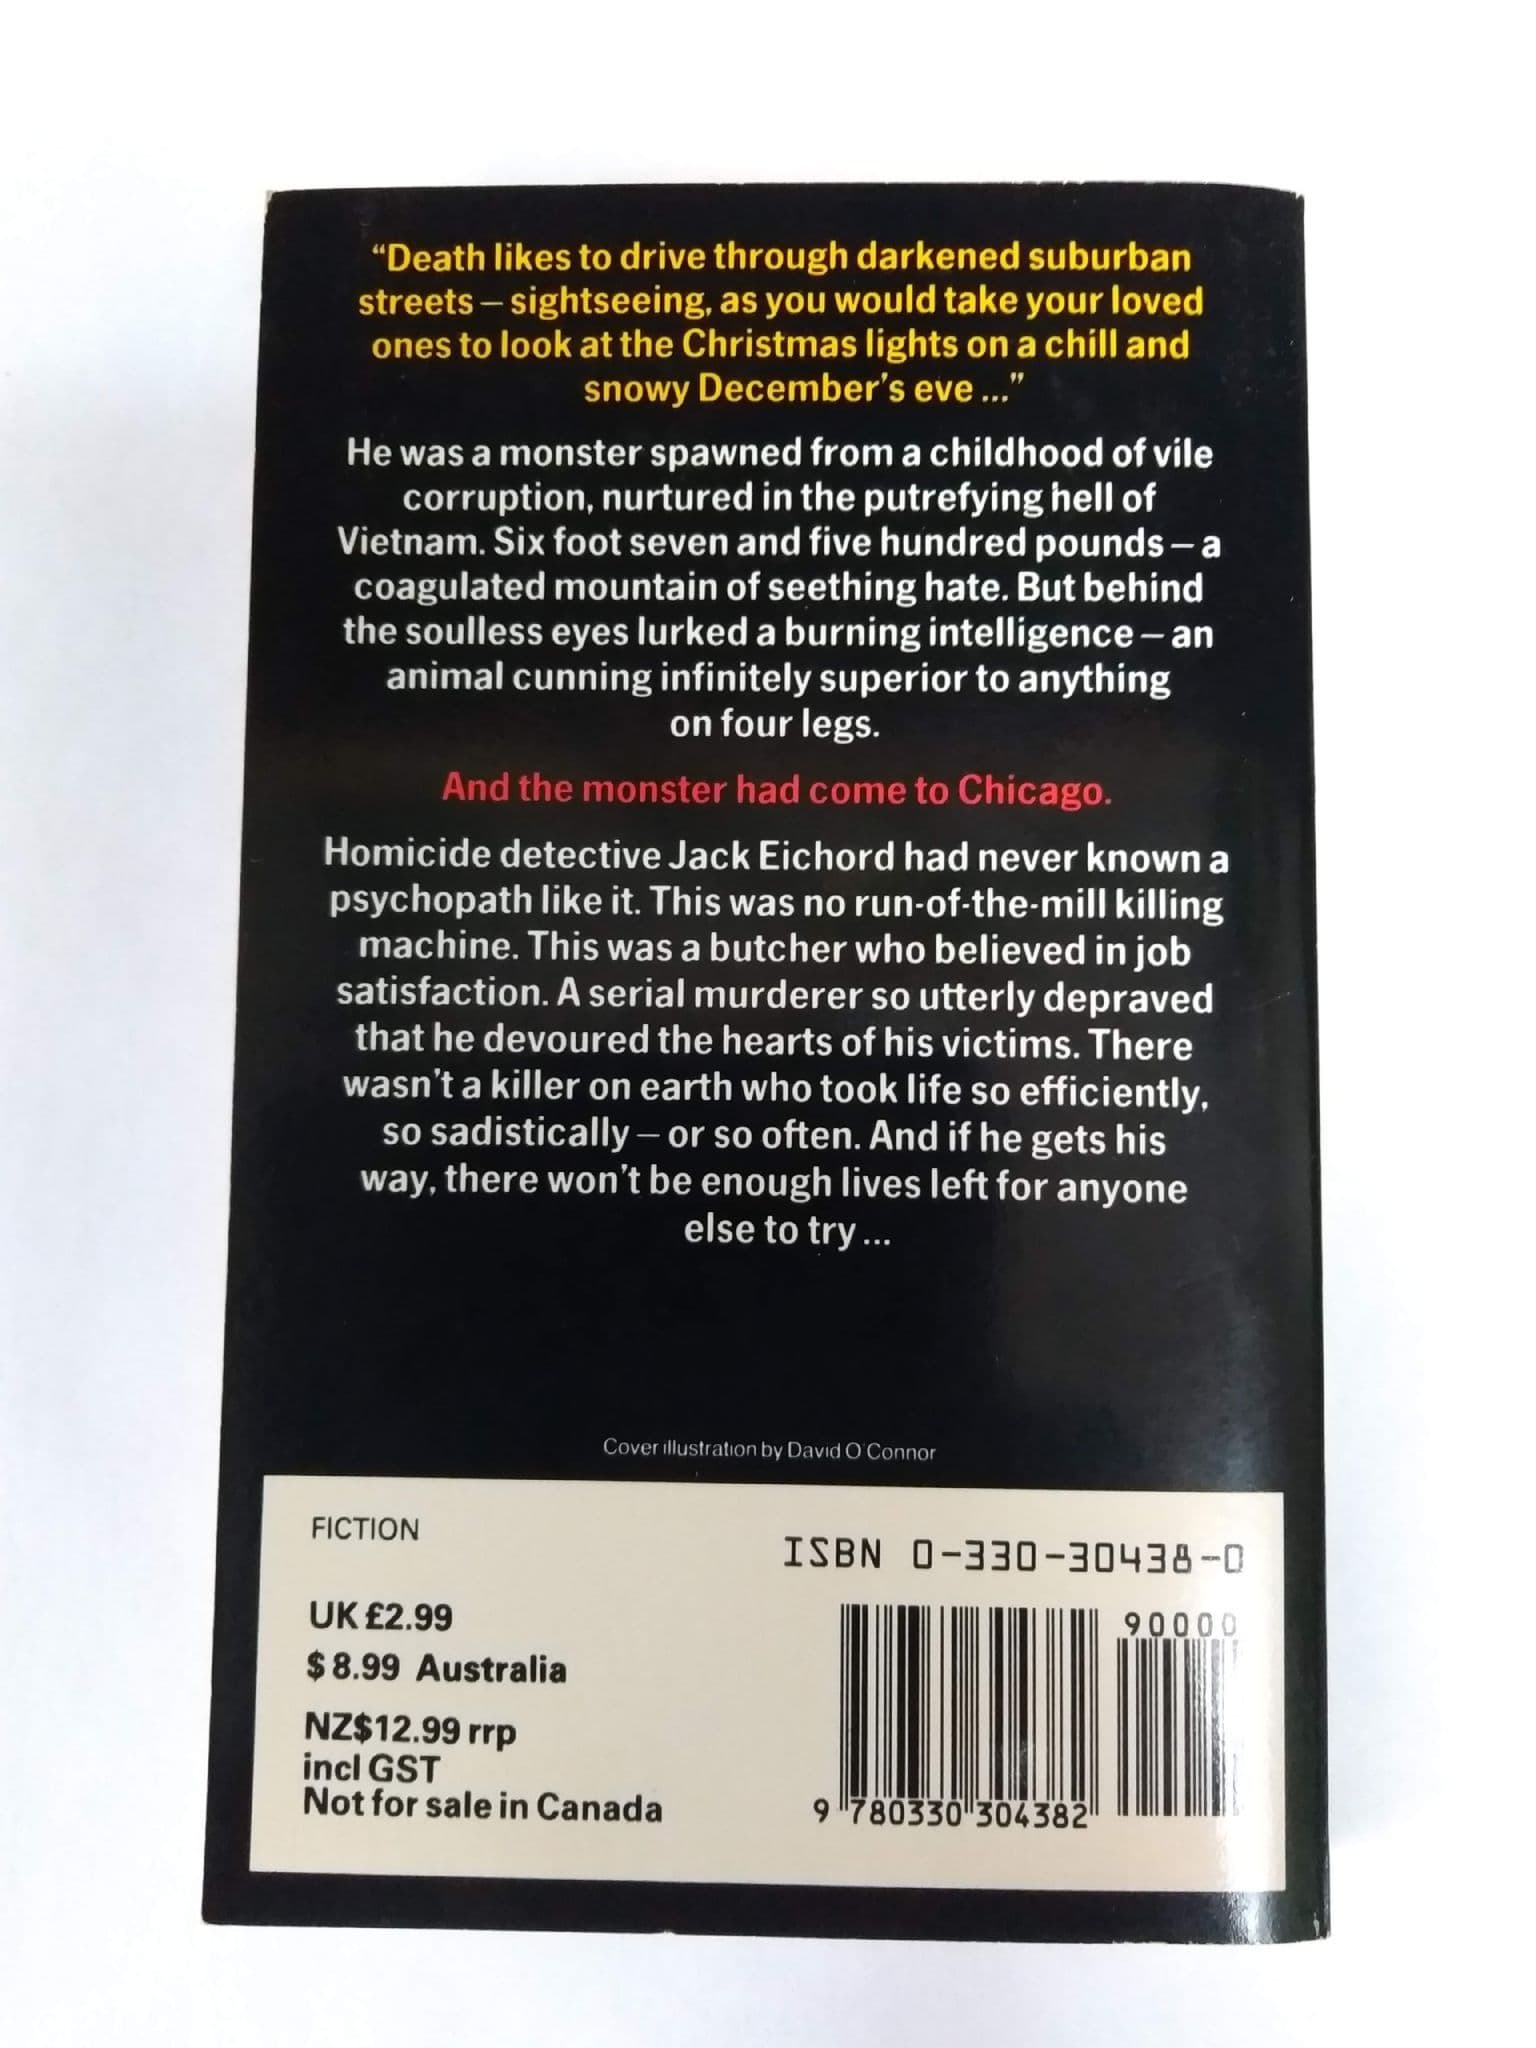 “Death likes to drive through darkened suburban
streets – sightseeing, as you would take your loved
ones to look at the Christmas lights on a chill and
snowy December’s eve ...”
He was a monster spawned from a childhood of vile
corruption, nurtured in the putrefying hell of
Vietnam. Six foot seven and five hundred pounds – a
coagulated mountain of seething hate. But behind
the soulless eyes lurked a burning intelligence – an
animal cunning infinitely superior to anything
on four legs.
And the monster had come to Chicago.
Homicide detective Jack Eichord had never known a
psychopath like it. This was no run-of-the-mill killing
machine. This was a butcher who believed in job
satisfaction. A serial murderer so utterly depraved
that he devoured the hearts of his victims. There
wasn’t a killer on earth who took life so efficiently,
so sadistically – or so often. And if he gets his
way, there won’t be enough lives left for anyone
else to try ...
Cover illustration by David O'Connor
FICTION
ISBN 0-330-30438-0
UK £2.99
$8.99 Australia
NZ$12.99 rrp
incl GST
Not for sale in Canada
90000
9 780330 304382